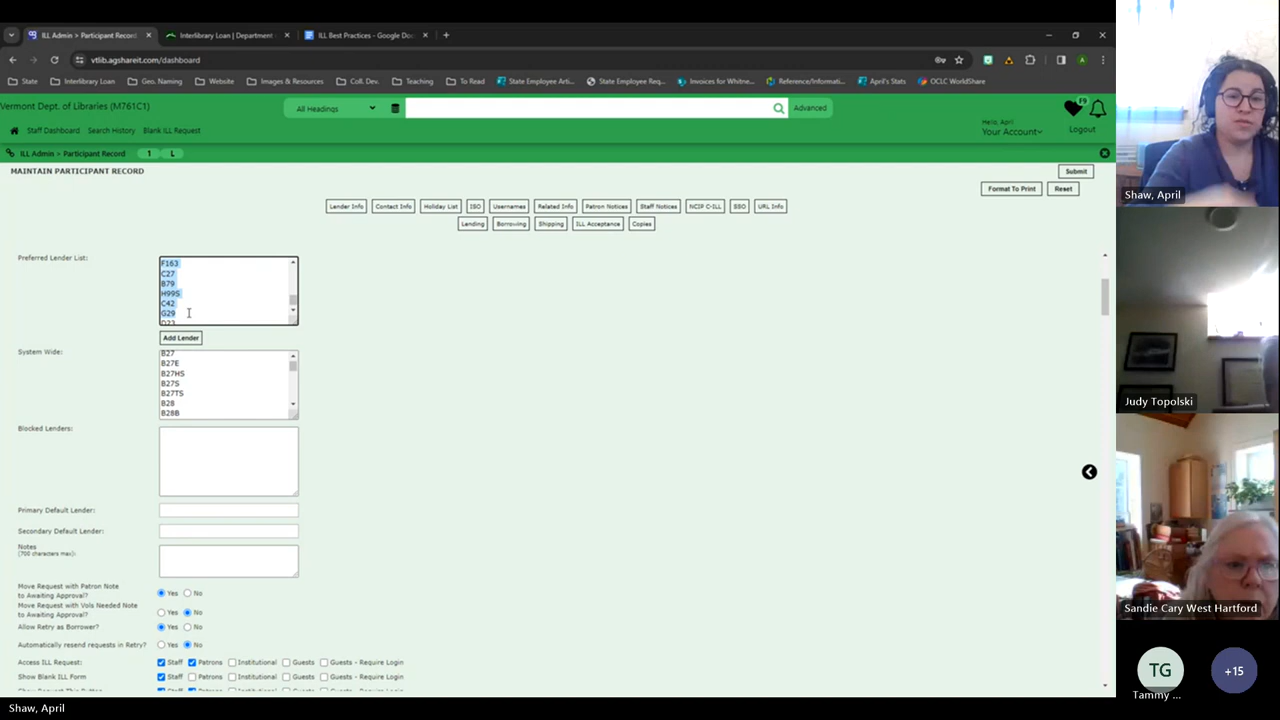 ILL Admin > Participant Record
Interlibrary Loan | Department
ILL Best Practices - Google Doc
vtlib.agshareit.com/dashboard
State
Interlibrary Loan
Geo. Naming
Website
Images & Resources
Coll. Dev.
Teaching
To Read
State Employee Arti...
State Employee Req...
Invoices for Whitne...
Reference/Informati...
April's Stats
OCLC WorldShare
Vermont Dept. of Libraries (M761C1)
All Headings
Advanced
Hello, April
Your Account
Logout
Staff Dashboard
Search History
Blank ILL Request
ILL Admin > Participant Record
1
L
MAINTAIN PARTICIPANT RECORD
Submit
Format To Print
Reset
Lender Info
Contact Info
Holiday List
ISO
Usernames
Related Info
Patron Notices
Staff Notices
NCIP C-ILL
SSO
URL Info
Lending
Borrowing
Shipping
ILL Acceptance
Copies
Preferred Lender List:
F163
C27
B79
H99S
C42
G29
D23
Add Lender
System Wide:
B27
B27E
B27HS
B27S
B27TS
B28
B28B
Blocked Lenders:
Primary Default Lender:
Secondary Default Lender:
Notes
(700 characters max):
Move Request with Patron Note
to Awaiting Approval?
Yes No
Move Request with Vols Needed Note
to Awaiting Approval?
Yes No
Allow Retry as Borrower?
Yes No
Automatically resend requests in Retry?
Yes No
Access ILL Request:
Staff Patrons Institutional Guests Guests - Require Login
Show Blank ILL Form
Staff Patrons Institutional Guests Guests - Require Login
Shaw, April
Judy Topolski
Sandie Cary West Hartford
TG
Tammy ...
+15
Shaw, April